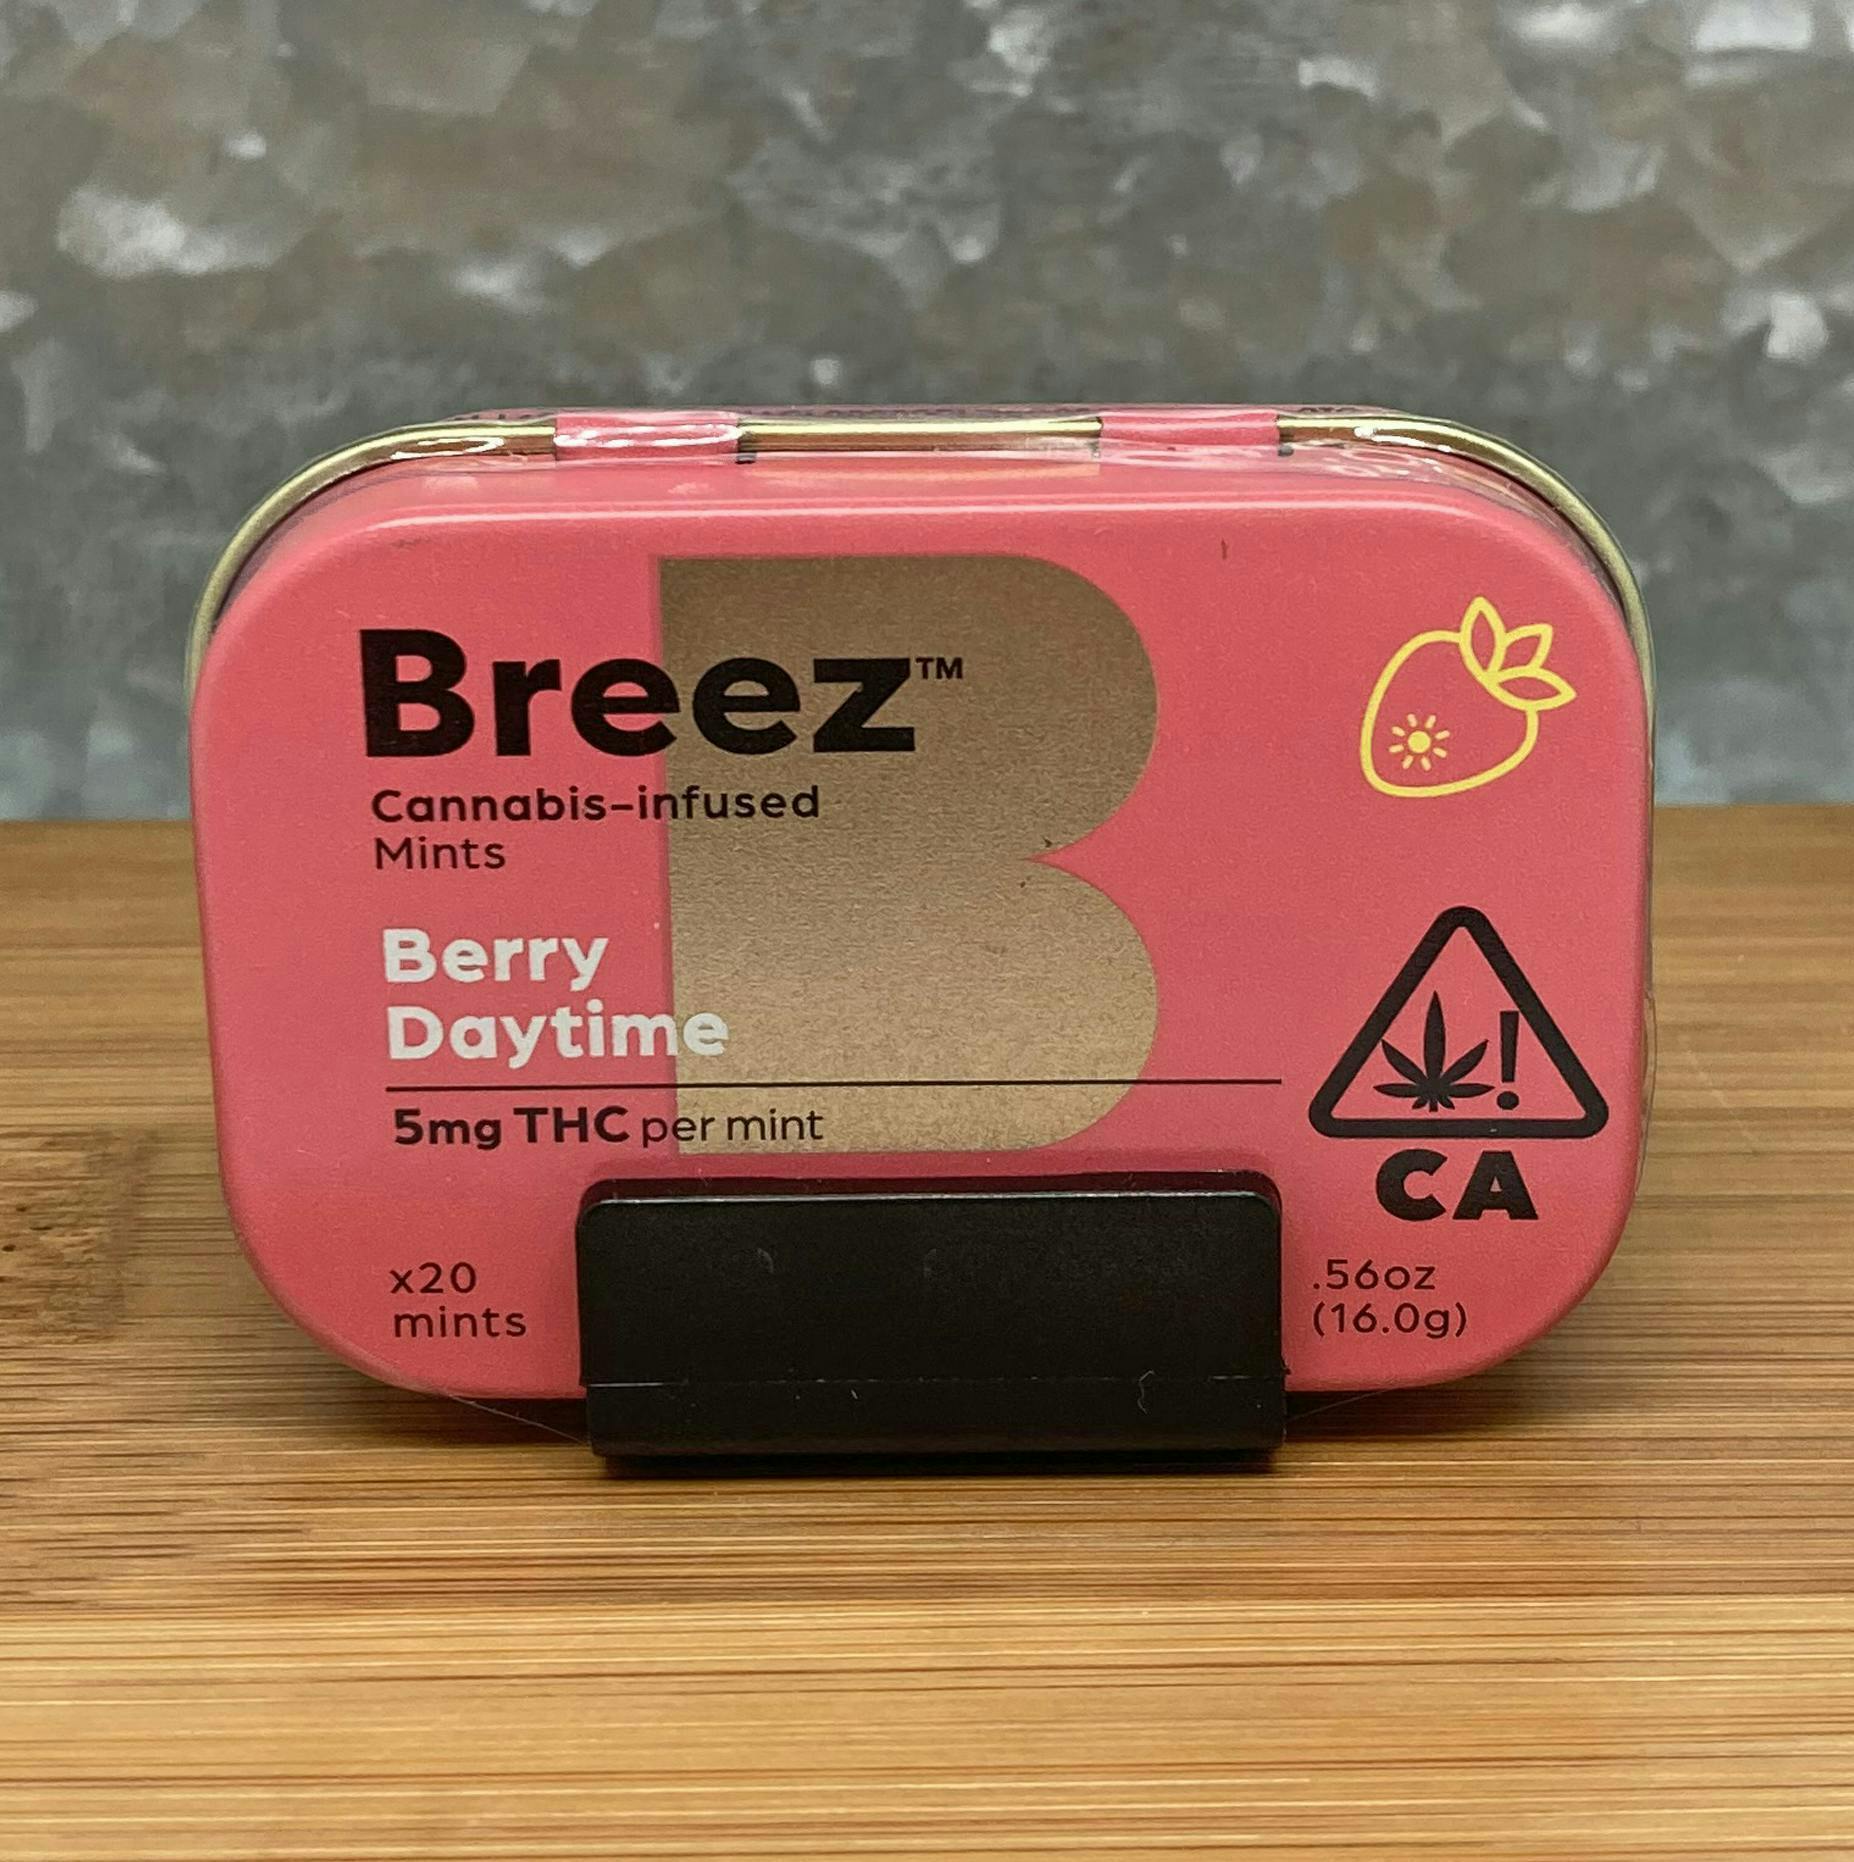 Breez™
Cannabis-infused
Mints
Berry
Daytime
5mg THC per mint
x20
mints
!
CA
.56oz
(16.0g)